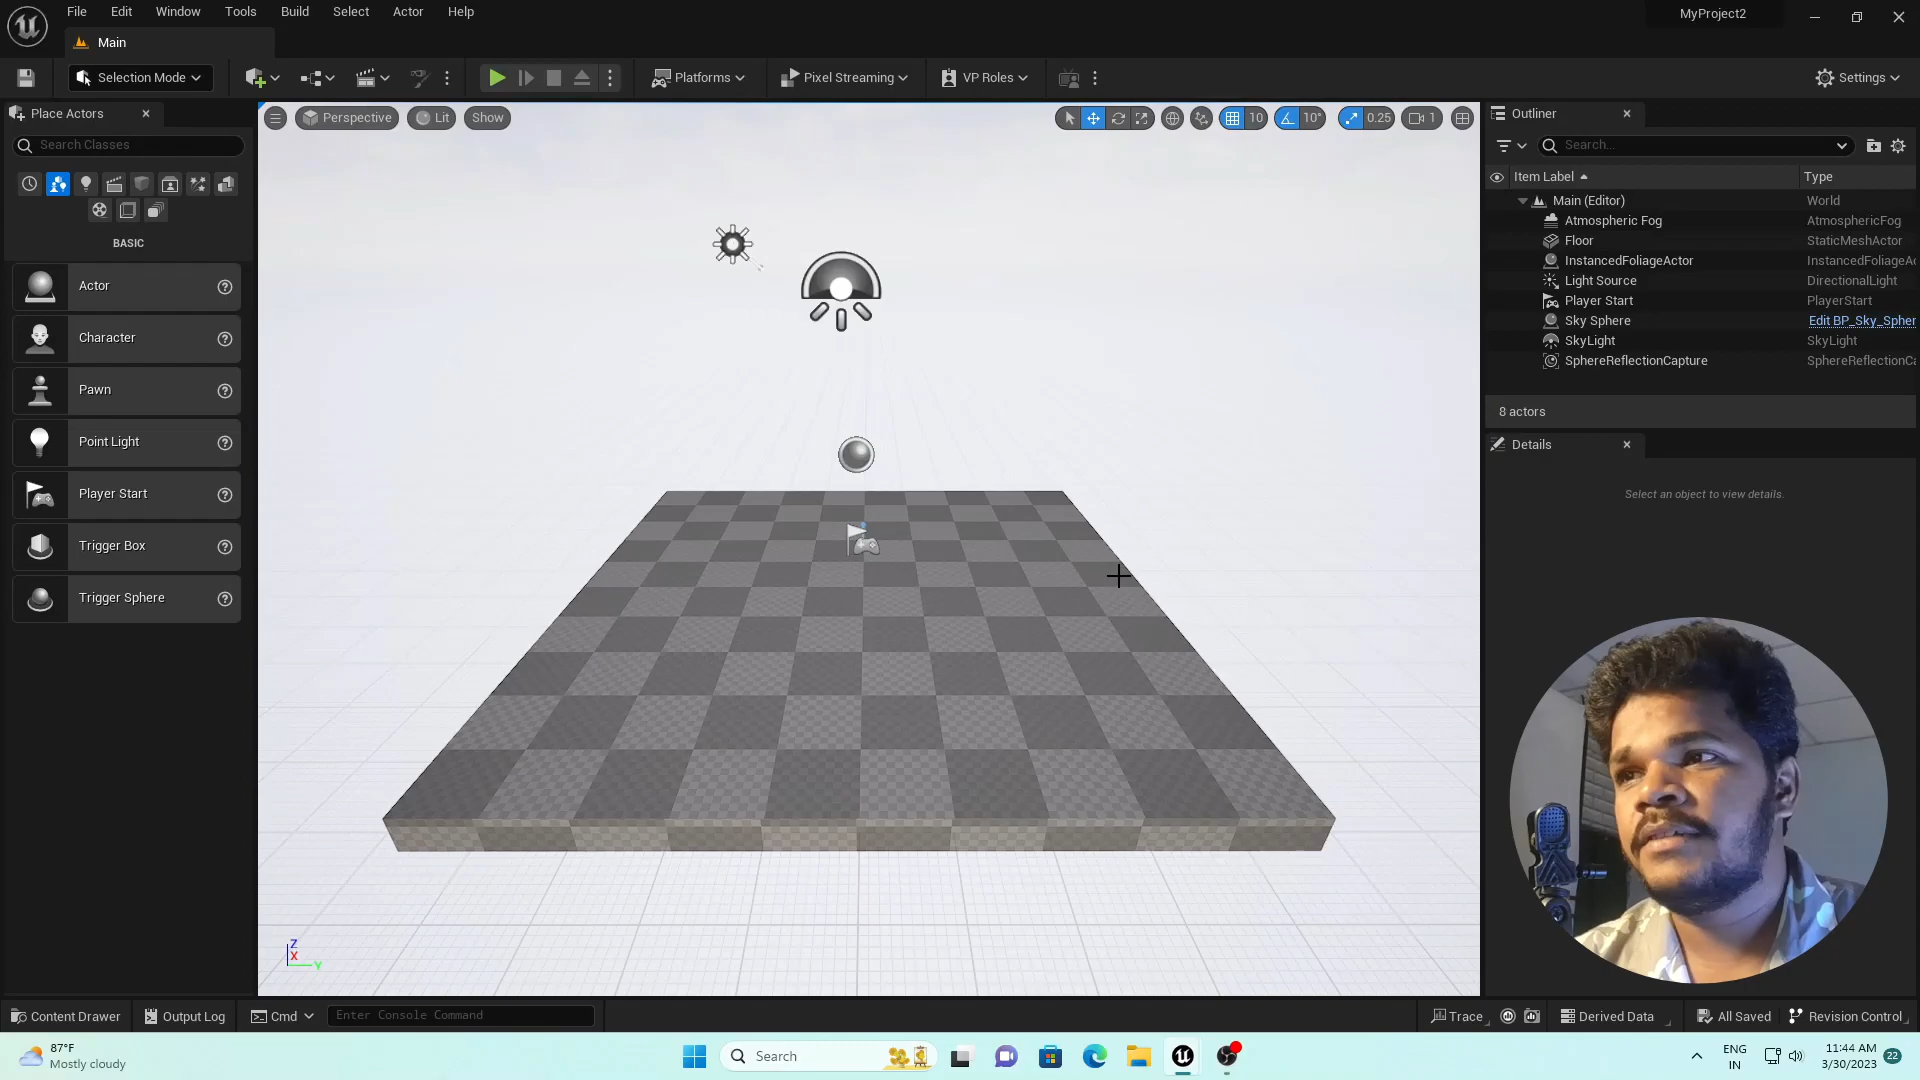 File Edit Window Tools Build Select Actor Help
MyProject2
Main
Selection Mode
Platforms
Pixel Streaming
VP Roles
Settings
Place Actors
Search Classes
BASIC
Actor
Character
Pawn
Point Light
Player Start
Trigger Box
Trigger Sphere
Perspective
Lit
Show
10
10°
0.25
1
Z
X
Y
Outliner
Search...
Item Label Type
Main (Editor) World
Atmospheric Fog AtmosphericFog
Floor StaticMeshActor
InstancedFoliageActor InstancedFoliageAc
Light Source DirectionalLight
Player Start PlayerStart
Sky Sphere Edit BP_Sky_Spher
SkyLight SkyLight
SphereReflectionCapture SphereReflectionCa
8 actors
Details
Select an object to view details.
Content Drawer
Output Log
Cmd
Enter Console Command
Trace
Derived Data
All Saved
Revision Control
87°F
Mostly cloudy
Search
ENG
IN
11:44 AM
3/30/2023
22